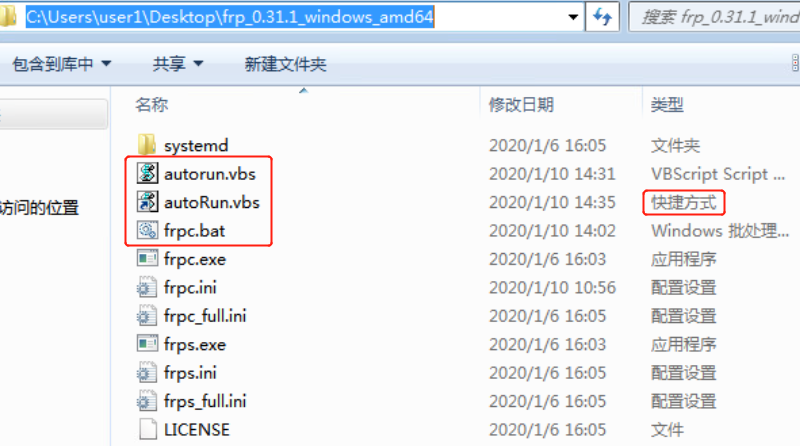 C:\Users\user1\Desktop\frp_0.31.1_windows_amd64 搜索 frp_0.31.1_wind
包含到库中 共享 新建文件夹
名称 修改日期 类型
systemd 2020/1/6 16:05 文件夹
autorun.vbs 2020/1/10 14:31 VBScript Script ...
访问的位置 autoRun.vbs 2020/1/10 14:35 快捷方式
frpc.bat 2020/1/10 14:02 Windows 批处理...
frpc.exe 2020/1/6 16:03 应用程序
frpc.ini 2020/1/10 10:56 配置设置
frpc_full.ini 2020/1/6 16:05 配置设置
frps.exe 2020/1/6 16:03 应用程序
frps.ini 2020/1/6 16:05 配置设置
frps_full.ini 2020/1/6 16:05 配置设置
LICENSE 2020/1/6 16:05 文件